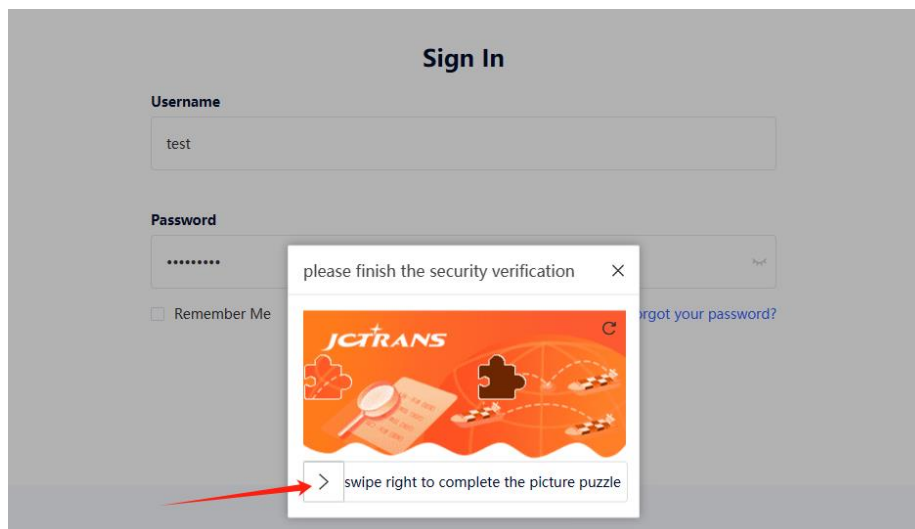 Sign In
Username
test
Password
•••••••••
please finish the security verification
Remember Me
orgot your password?
JCTRANS
swipe right to complete the picture puzzle